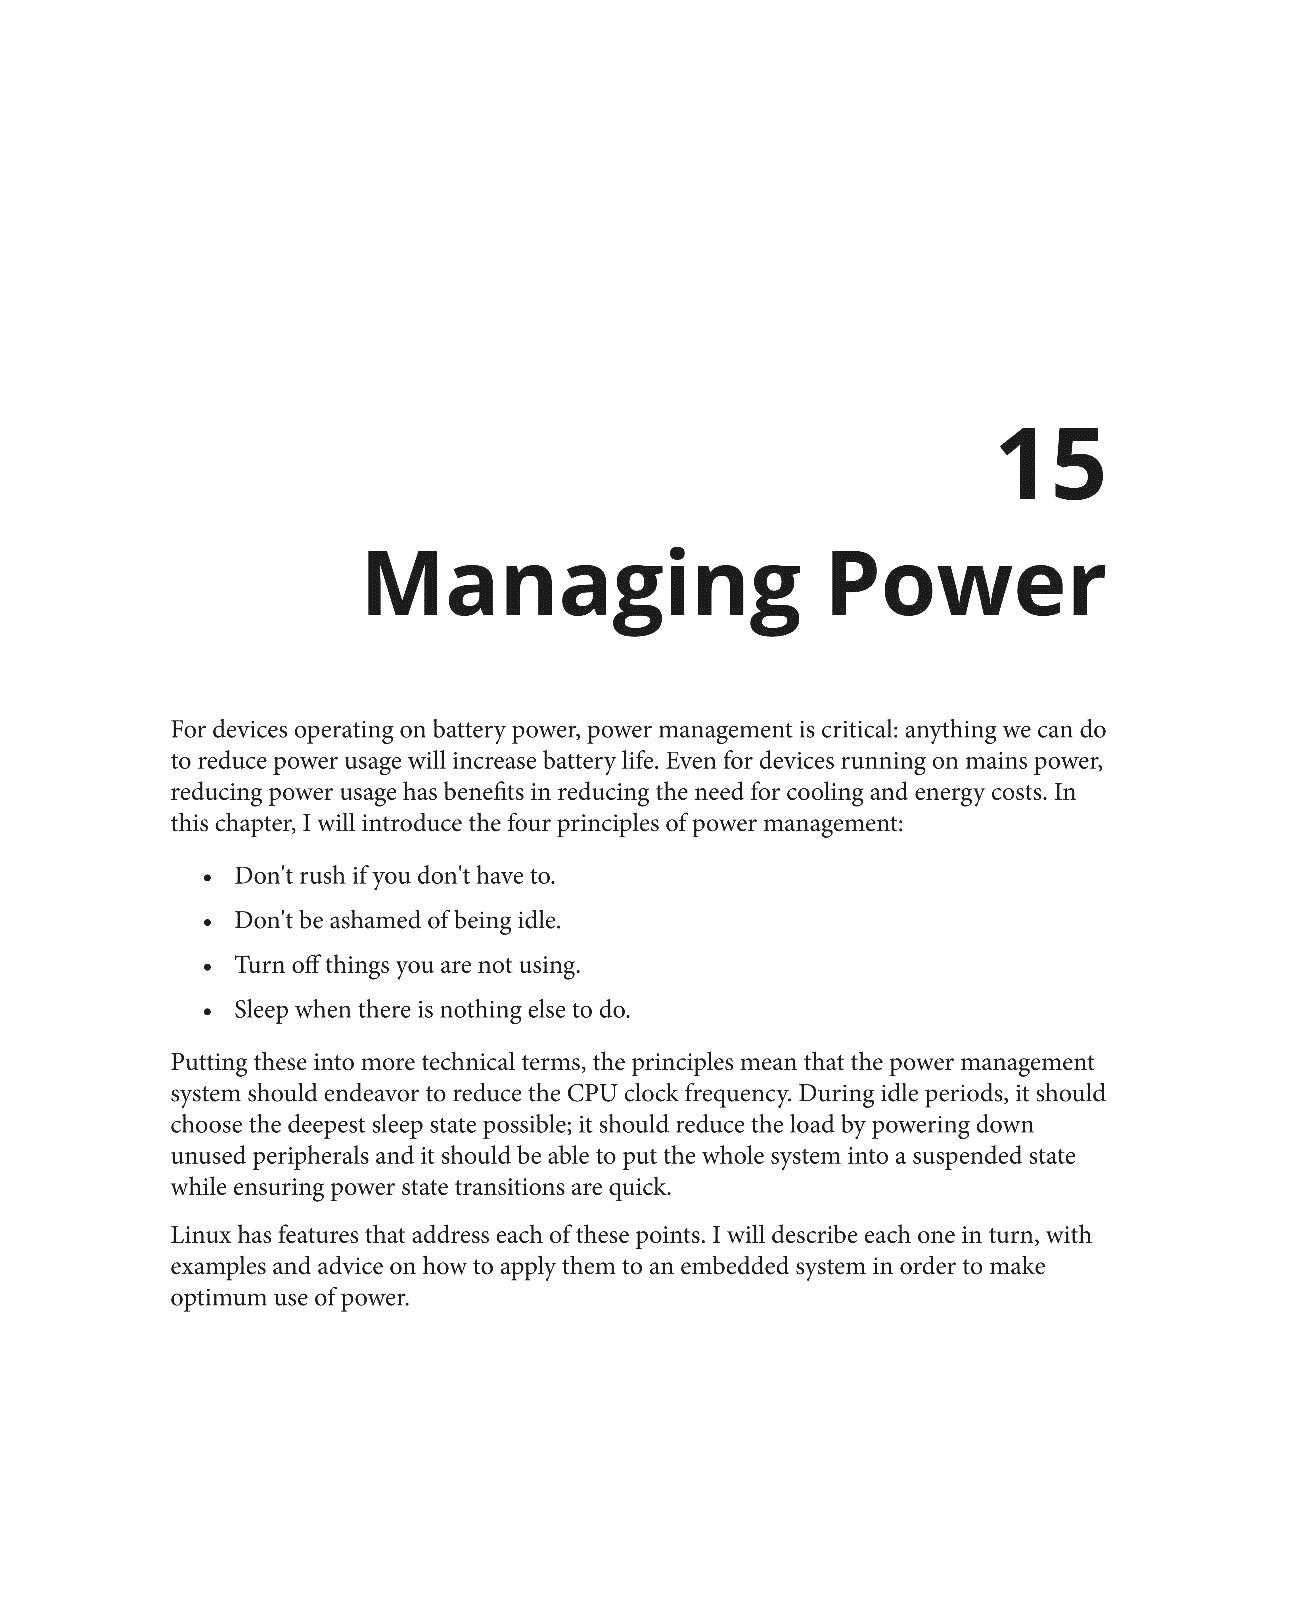 15
Managing Power
For devices operating on battery power, power management is critical: anything we can do
to reduce power usage will increase battery life. Even for devices running on mains power,
reducing power usage has benefits in reducing the need for cooling and energy costs. In
this chapter, I will introduce the four principles of power management:
• Don't rush if you don't have to.
• Don't be ashamed of being idle.
• Turn off things you are not using.
• Sleep when there is nothing else to do.
Putting these into more technical terms, the principles mean that the power management
system should endeavor to reduce the CPU clock frequency. During idle periods, it should
choose the deepest sleep state possible; it should reduce the load by powering down
unused peripherals and it should be able to put the whole system into a suspended state
while ensuring power state transitions are quick.
Linux has features that address each of these points. I will describe each one in turn, with
examples and advice on how to apply them to an embedded system in order to make
optimum use of power.